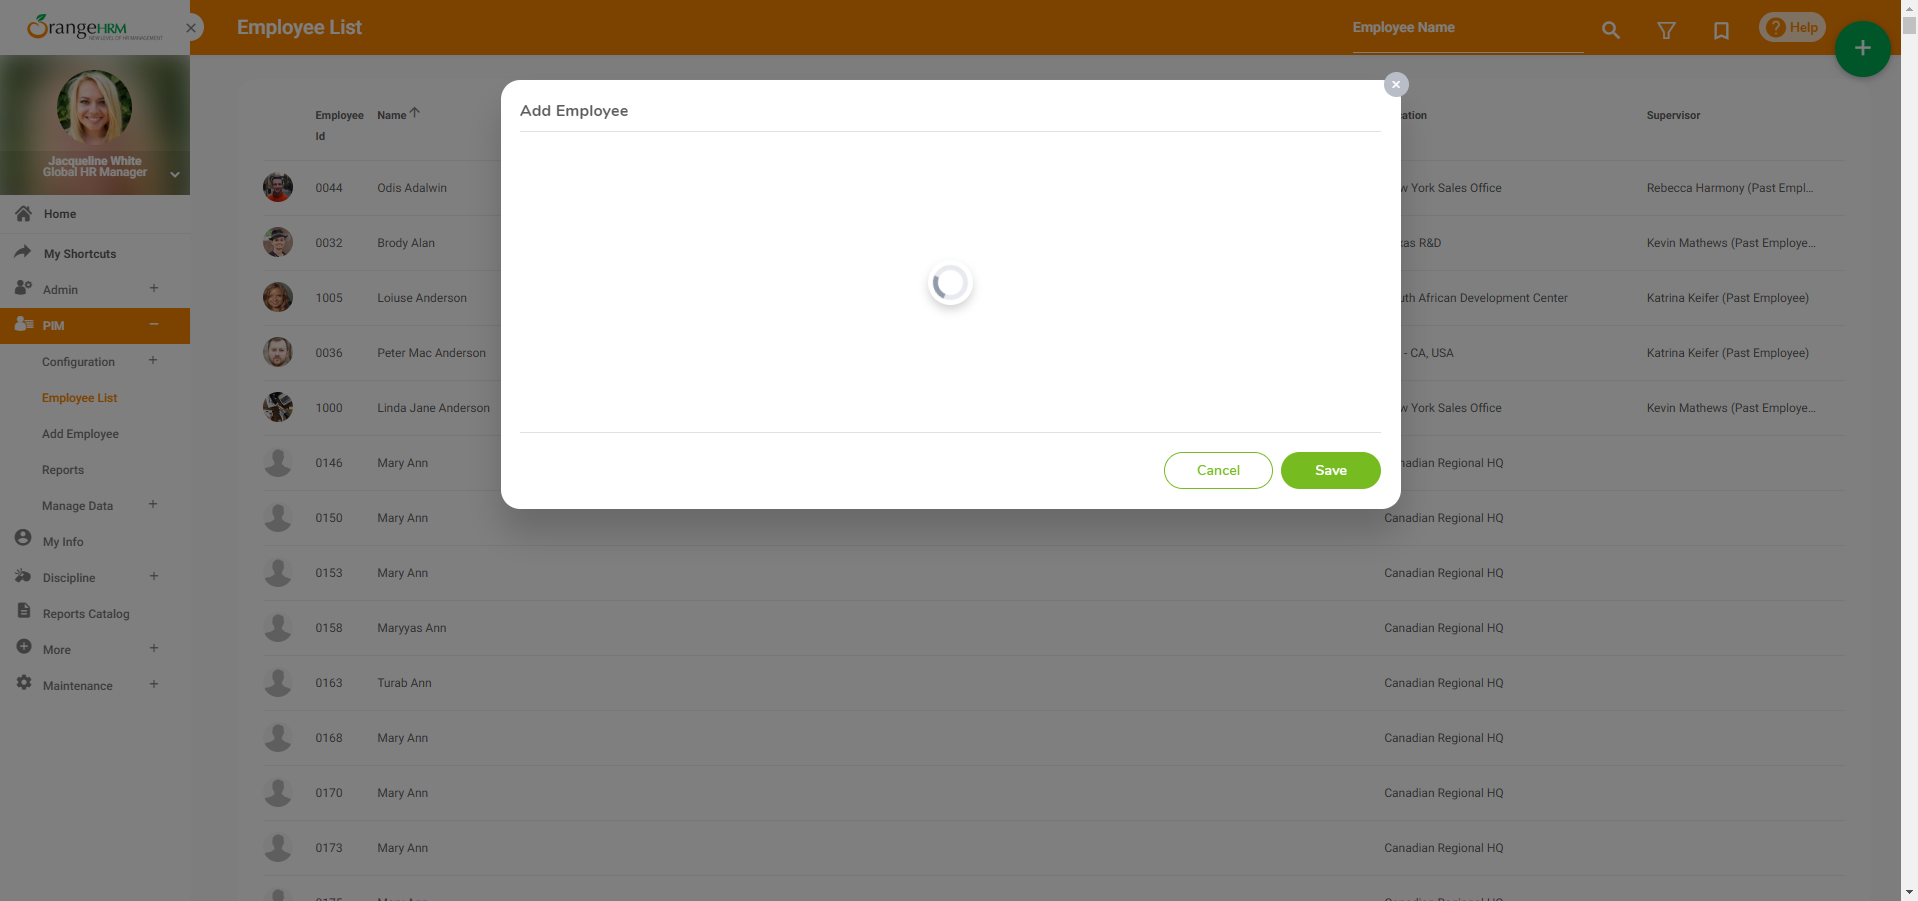 OrangeHRM
NEW LEVEL OF HR MANAGEMENT
Employee List
Employee Name
Help
Jacqueline White
Global HR Manager
Home
My Shortcuts
Admin
PIM
Configuration
Employee List
Add Employee
Reports
Manage Data
My Info
Discipline
Reports Catalog
More
Maintenance
Add Employee
Cancel
Save
Employee Id Name ation Supervisor
0044 Odis Adalwin w York Sales Office Rebecca Harmony (Past Empl...
0032 Brody Alan as R&D Kevin Mathews (Past Employe...
1005 Loiuse Anderson uth African Development Center Katrina Keifer (Past Employee)
0036 Peter Mac Anderson - CA, USA Katrina Keifer (Past Employee)
1000 Linda Jane Anderson w York Sales Office Kevin Mathews (Past Employe...
0146 Mary Ann nadian Regional HQ
0150 Mary Ann Canadian Regional HQ
0153 Mary Ann Canadian Regional HQ
0158 Maryyas Ann Canadian Regional HQ
0163 Turab Ann Canadian Regional HQ
0168 Mary Ann Canadian Regional HQ
0170 Mary Ann Canadian Regional HQ
0173 Mary Ann Canadian Regional HQ